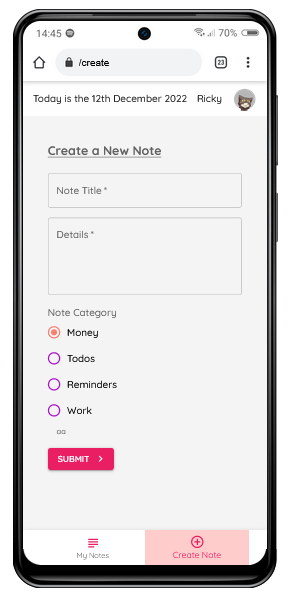 14:45 70%
/create 23
Today is the 12th December 2022 Ricky
Create a New Note
Note Title *
Details *
Note Category
Money
Todos
Reminders
Work
aa
SUBMIT
My Notes Create Note